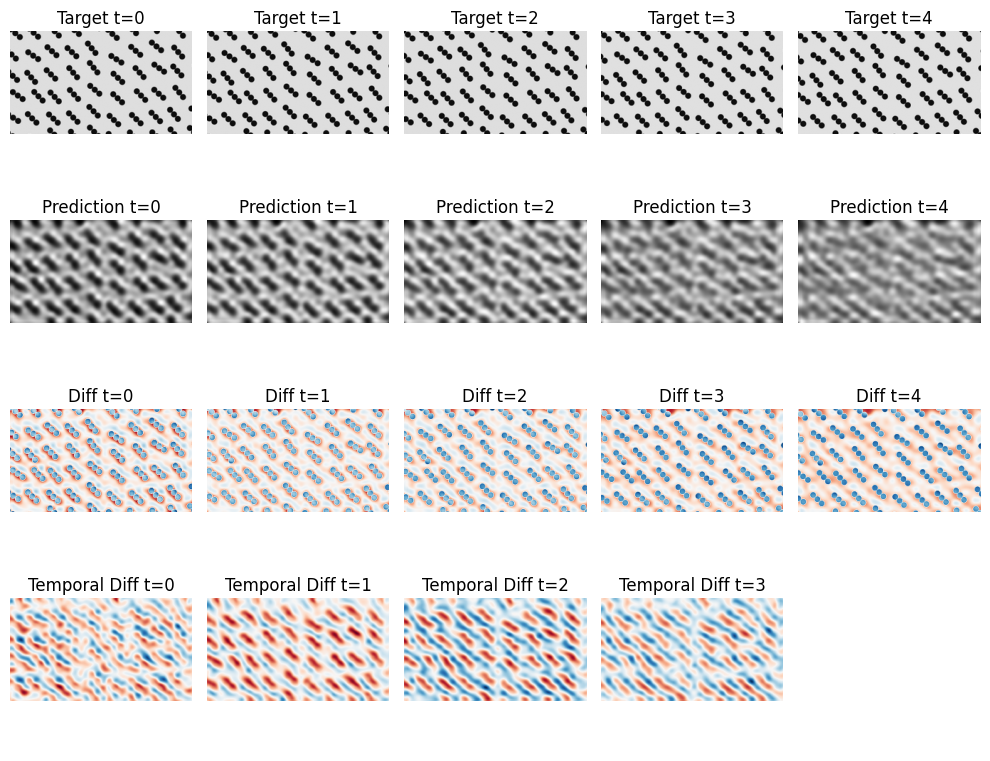 Target t=0 Target t=1 Target t=2 Target t=3 Target t=4
Prediction t=0 Prediction t=1 Prediction t=2 Prediction t=3 Prediction t=4
Diff t=0 Diff t=1 Diff t=2 Diff t=3 Diff t=4
Temporal Diff t=0 Temporal Diff t=1 Temporal Diff t=2 Temporal Diff t=3